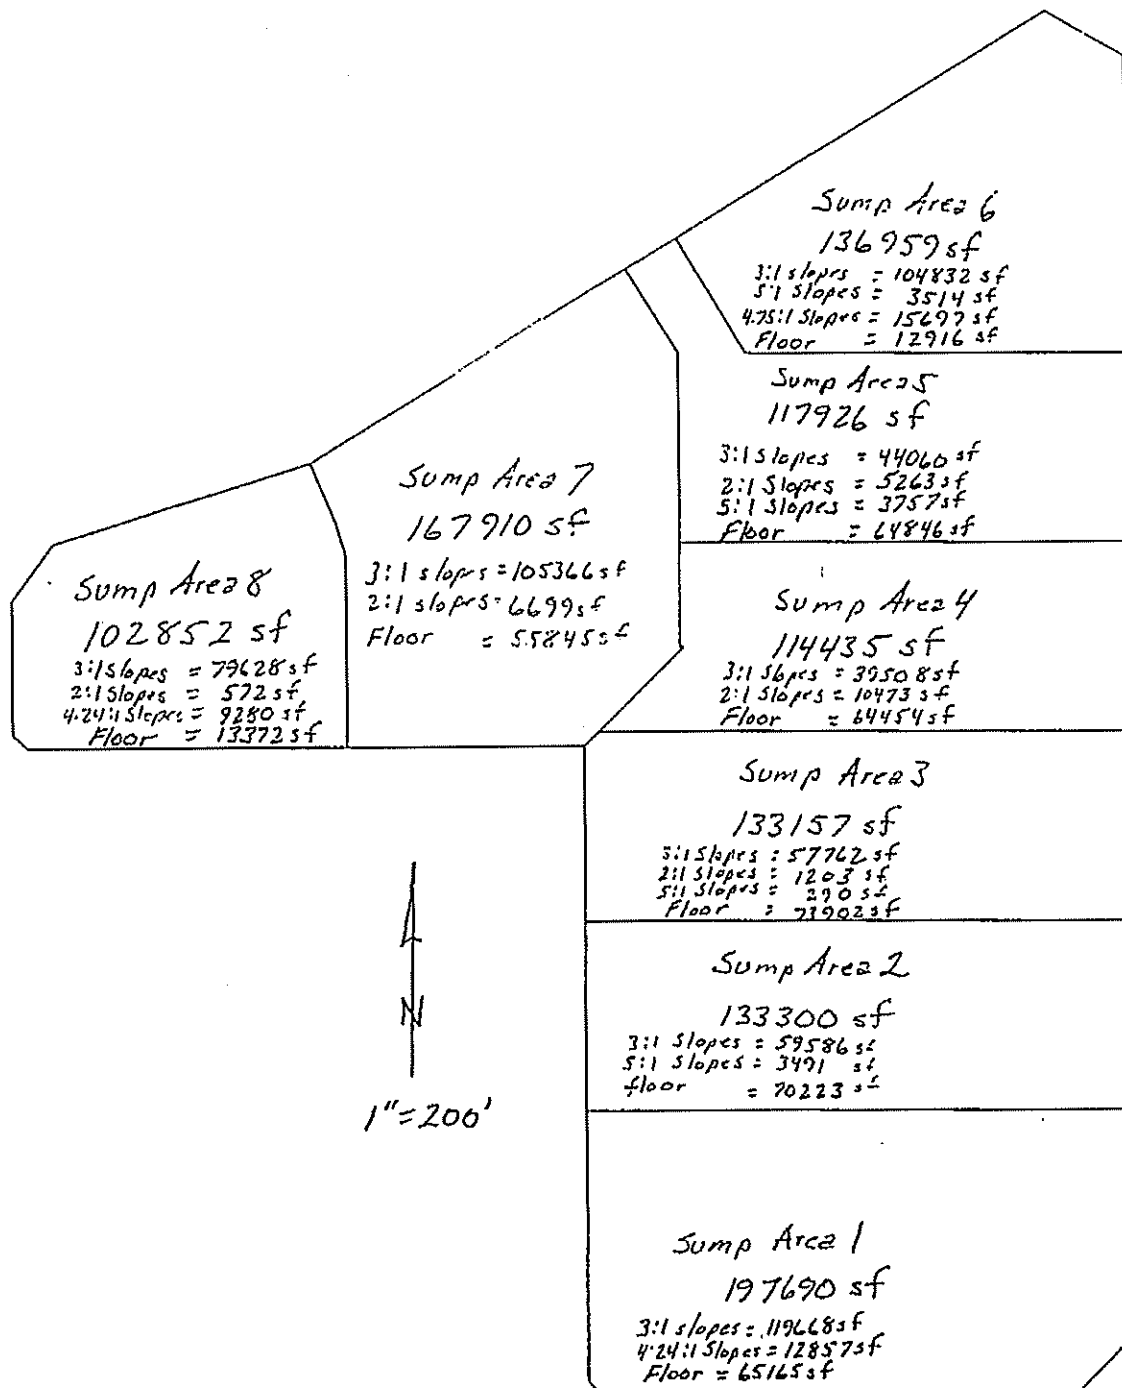 Sump Area 6
136959 sf
3:1 slopes = 104832 sf
5:1 Slopes = 3514 sf
4.75:1 Slopes = 15697 sf
Floor = 12916 sf
Sump Area 5
117926 sf
3:1 Slopes = 44060 sf
2:1 Slopes = 5263 sf
5:1 Slopes = 3757 sf
Floor = 64846 sf
Sump Area 7
167910 sf
3:1 slopes = 105366 sf
2:1 slopes = 6699 sf
Floor = 55845 sf
Sump Area 8
102852 sf
3:1 Slopes = 79628 sf
2:1 Slopes = 572 sf
4.24:1 Slopes = 9280 sf
Floor = 13372 sf
Sump Area 4
114435 sf
3:1 Slopes = 39508 sf
2:1 Slopes = 10473 sf
Floor = 64454 sf
Sump Area 3
133157 sf
3:1 Slopes = 57762 sf
2:1 Slopes = 1203 sf
5:1 Slopes = 290 sf
Floor = 73902 sf
Sump Area 2
133300 sf
3:1 Slopes = 59586 sf
5:1 Slopes = 3491 sf
floor = 70223 sf
N
1"=200'
Sump Area 1
197690 sf
3:1 slopes = 119668 sf
4.24:1 Slopes = 12857 sf
Floor = 65165 sf